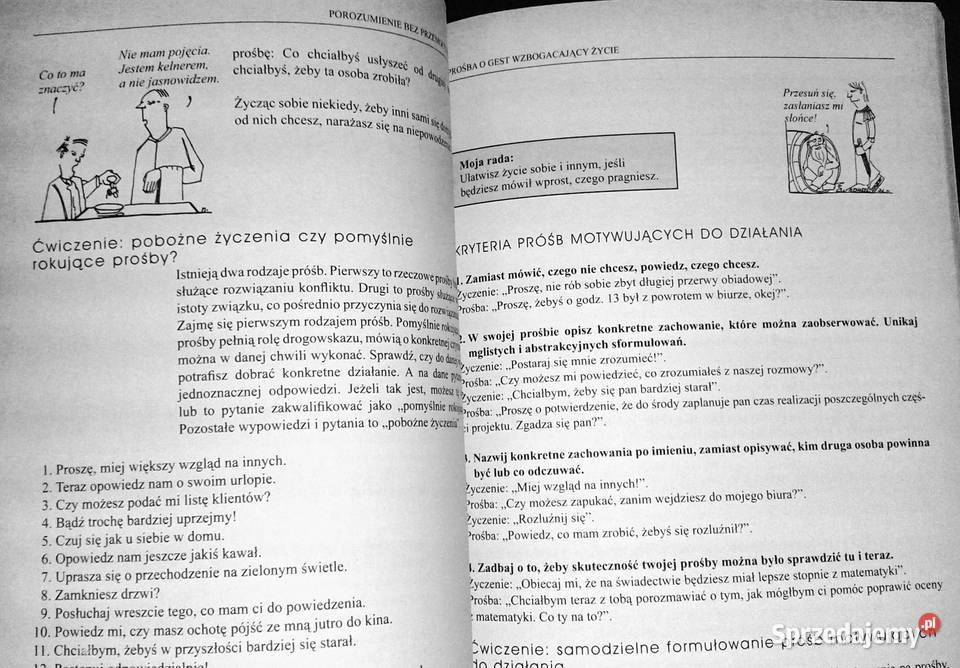 POROZUMIENIE BEZ
Co to ma
znaczyć?
Nie mam pojęcia.
Jestem kelnerem,
a nie jasnowidzem.
prośbę: Co chciałbyś usłyszeć od
chciałbyś, żeby ta osoba zrobiła?
Życząc sobie niekiedy, żeby inni sami się
od nich chcesz, narażasz się na
Ćwiczenie: pobożne życzenia czy pomyślnie
rokujące prośby?
Istnieją dwa rodzaje próśb. Pierwszy to rzeczowe
służące rozwiązaniu konfliktu. Drugi to prośby
istoty związku, co pośrednio przyczynia się do
Zajmę się pierwszym rodzajem próśb. Pomyślnie
prośby pełnią rolę drogowskazu, mówią o konkretnej
można w danej chwili wykonać. Sprawdź, czy do
potrafisz dobrać konkretne działanie. A na dane
jednoznacznej odpowiedzi. Jeżeli tak jest, możesz
lub to pytanie zakwalifikować jako „pomyślnie
Pozostałe wypowiedzi i pytania to „pobożne życzenia
1. Proszę, miej większy wzgląd na innych.
2. Teraz opowiedz nam o swoim urlopie.
3. Czy możesz podać mi listę klientów?
4. Bądź trochę bardziej uprzejmy!
5. Czuj się jak u siebie w domu.
6. Opowiedz nam jeszcze jakiś kawał.
7. Uprasza się o przechodzenie na zielonym świetle.
8. Zamkniesz drzwi?
9. Posłuchaj wreszcie tego, co mam ci do powiedzenia.
10. Powiedz mi, czy masz ochotę pójść ze mną jutro do kina.
11. Chciałbym, żebyś w przyszłości bardziej się starał.
PROŚBA O GEST WZBOGACAJĄCY ŻYCIE
Przesuń się,
zasłaniasz mi
słońce!
Moja rada:
Ułatwisz życie sobie i innym, jeśli
będziesz mówił wprost, czego pragniesz.
KRYTERIA PRÓŚB MOTYWUJĄCYCH DO DZIAŁANIA
1. Zamiast mówić, czego nie chcesz, powiedz, czego chcesz.
Życzenie: „Proszę, nie rób sobie zbyt długiej przerwy obiadowej”.
Prośba: „Proszę, żebyś o godz. 13 był z powrotem w biurze, okej?”.
2. W swojej prośbie opisz konkretne zachowanie, które można zaobserwować. Unikaj
mglistych i abstrakcyjnych sformułowań.
Życzenie: „Postaraj się mnie zrozumieć!”.
Prośba: „Czy możesz mi powiedzieć, co zrozumiałeś z naszej rozmowy?”.
Życzenie: „Chciałbym, żeby się pan bardziej starał”.
Prośba: „Proszę o potwierdzenie, że do środy zaplanuje pan czas realizacji poszczególnych częś-
ci projektu. Zgadza się pan?”.
3. Nazwij konkretne zachowania po imieniu, zamiast opisywać, kim druga osoba powinna
być lub co odczuwać.
Życzenie: „Miej wzgląd na innych!”.
Prośba: „Czy możesz zapukać, zanim wejdziesz do mojego biura?”.
Życzenie: „Rozluźnij się”.
Prośba: „Powiedz, co mam zrobić, żebyś się rozluźnił?”.
4. Zadbaj o to, żeby skuteczność twojej prośby można było sprawdzić tu i teraz.
Życzenie: „Obiecaj mi, że na świadectwie będziesz miał lepsze stopnie z matematyki”.
Prośba: „Chciałbym teraz z tobą porozmawiać o tym, jak mógłbym ci pomóc poprawić oceny
z matematyki. Co ty na to?”.
Ćwiczenie: samodzielne formułowanie próśb motywujących
do działania
Sprzedajemy.pl